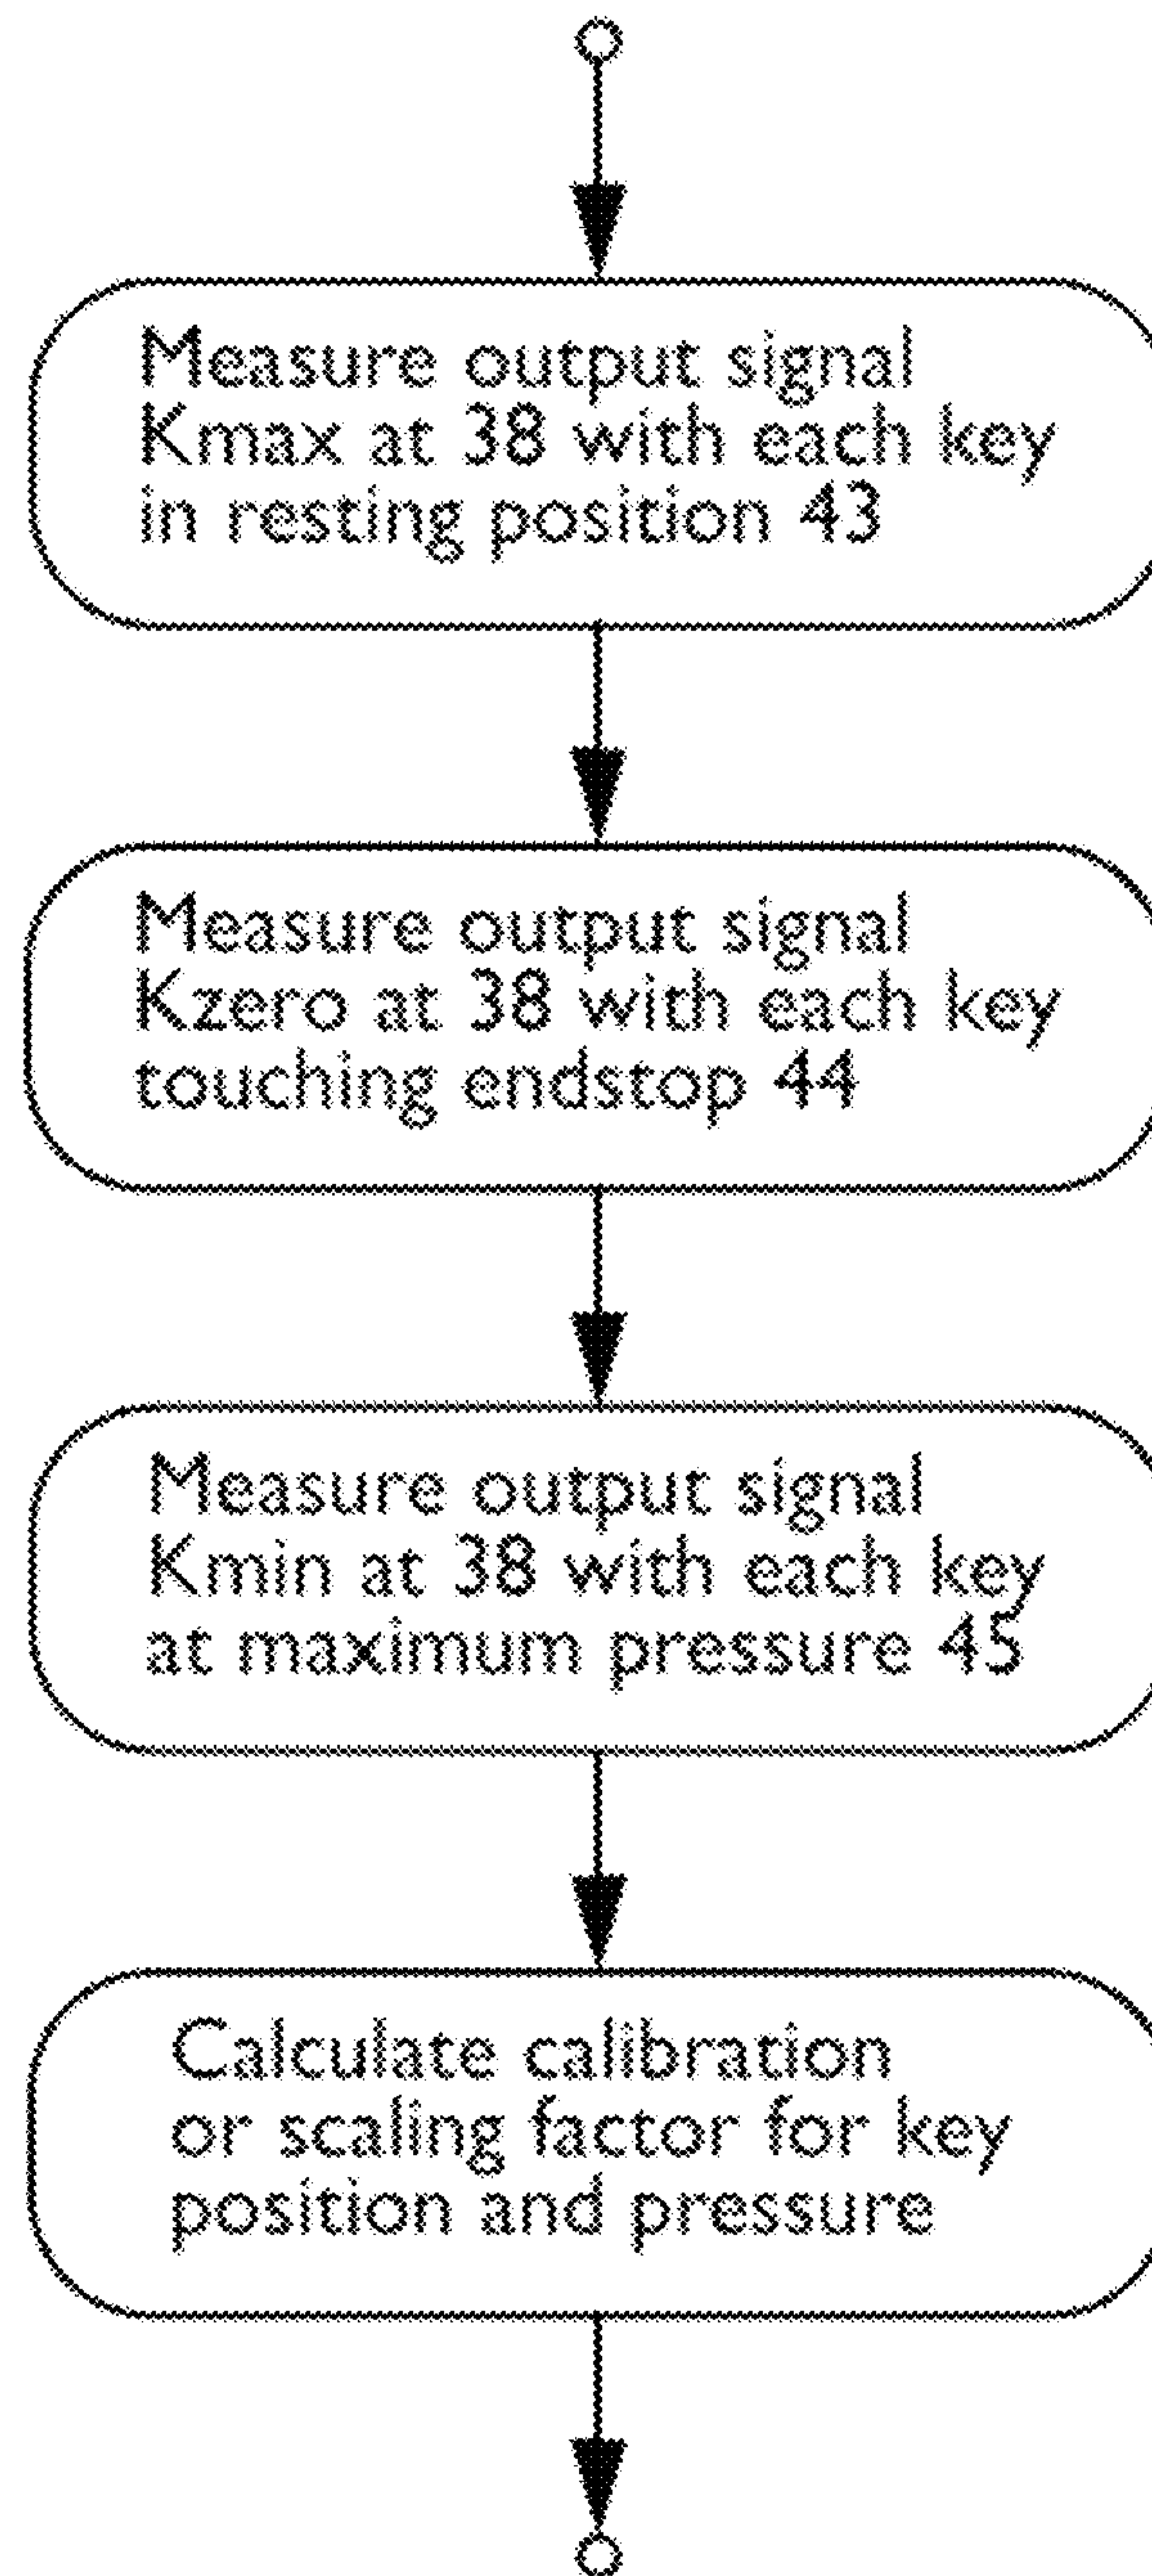 Measure output signal
Kmax at 38 with each key
in resting position 43
Measure output signal
Kzero at 38 with each key
touching endstop 44
Measure output signal
Kmin at 38 with each key
at maximum pressure 45
Calculate calibration
or scaling factor for key
position and pressure